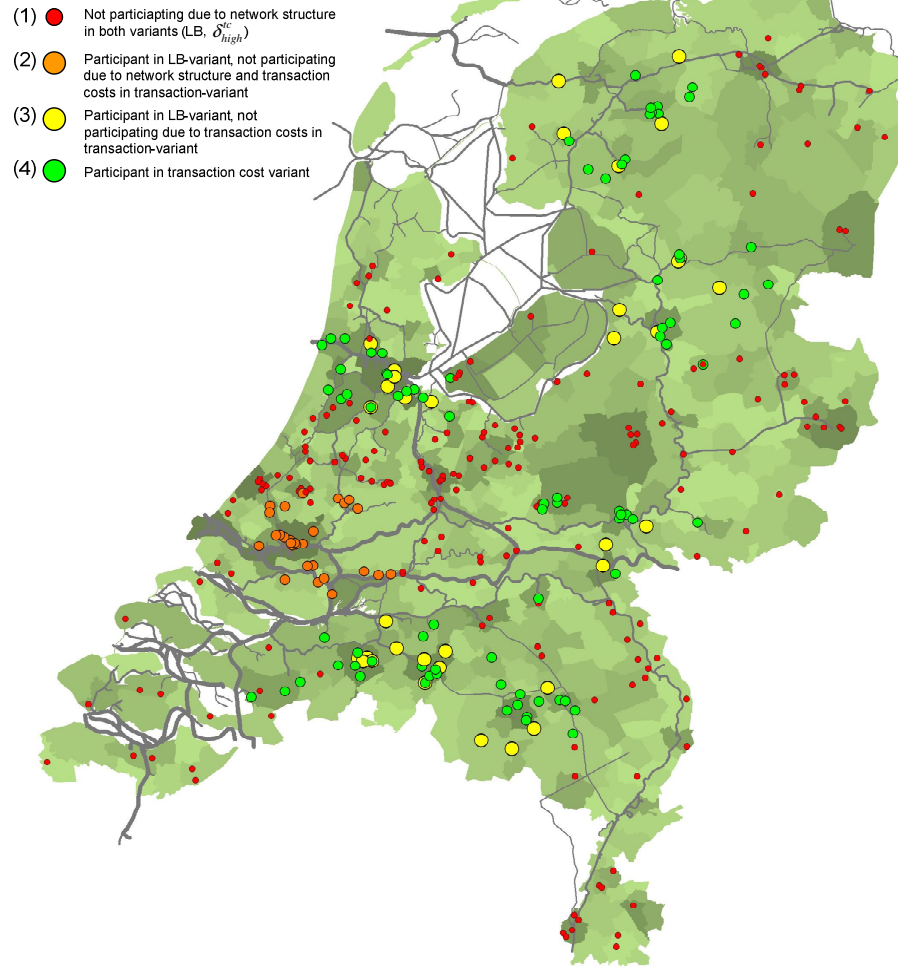 (1) Not particiapting due to network structure
in both variants (LB, δ^{tc}_{high})
(2) Participant in LB-variant, not participating
due to network structure and transaction
costs in transaction-variant
(3) Participant in LB-variant, not
participating due to transaction costs in
transaction-variant
(4) Participant in transaction cost variant